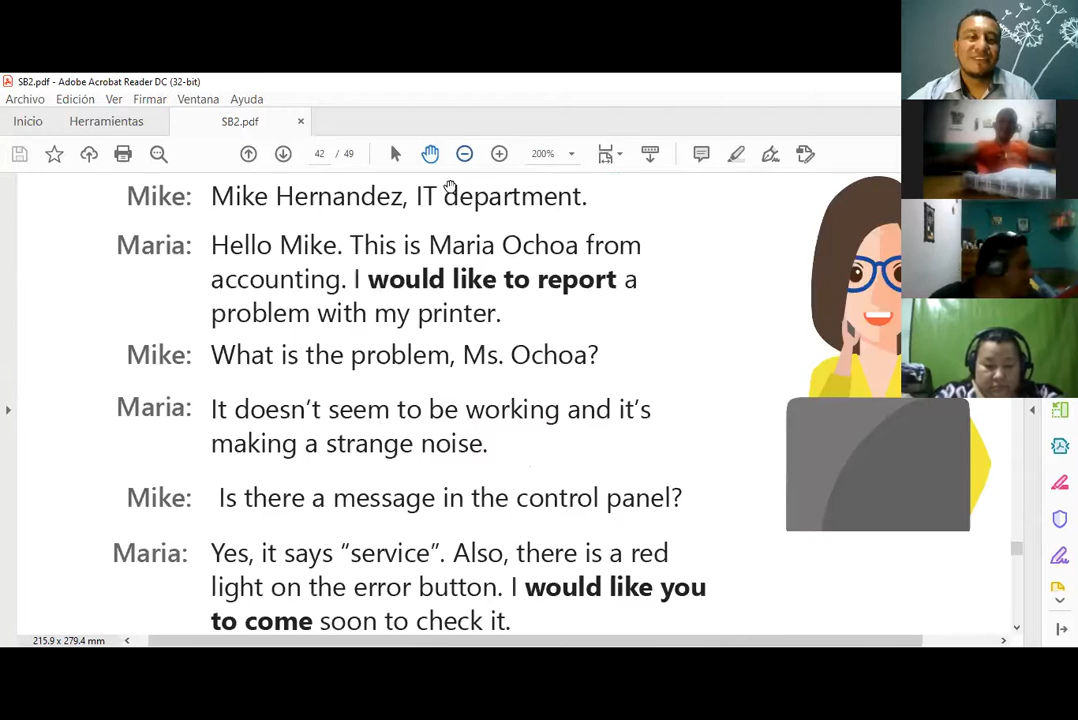 SB2.pdf - Adobe Acrobat Reader DC (32-bit)
Archivo Edición Ver Firmar Ventana Ayuda
Inicio Herramientas SB2.pdf ×
42 / 49 200%
Mike: Mike Hernandez, IT department.
Maria: Hello Mike. This is Maria Ochoa from
accounting. I would like to report a
problem with my printer.
Mike: What is the problem, Ms. Ochoa?
Maria: It doesn't seem to be working and it's
making a strange noise.
Mike: Is there a message in the control panel?
Maria: Yes, it says “service”. Also, there is a red
light on the error button. I would like you
to come soon to check it.
215.9 x 279.4 mm